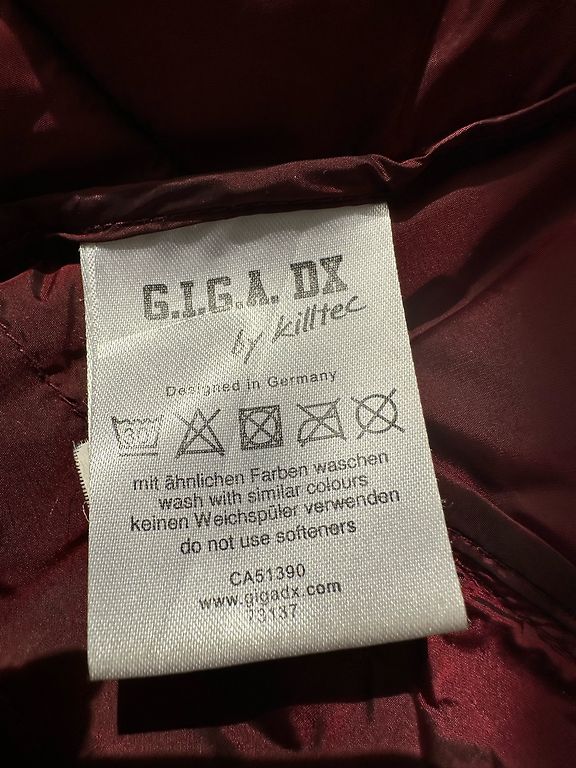 G.I.G.A. DX
by killtec
Designed in Germany
30
mit ähnlichen Farben waschen
wash with similar colours
keinen Weichspüler verwenden
do not use softeners
CA51390
www.gigadx.com
73137